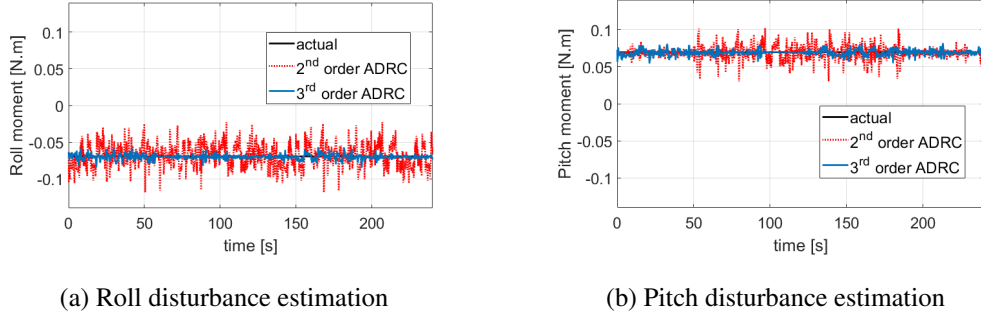 Roll moment [N.m]
0.1
0.05
0
-0.05
-0.1
actual
2nd order ADRC
3rd order ADRC
0 50 100 150 200
time [s]
(a) Roll disturbance estimation
Pitch moment [N.m]
0.1
0.05
0
-0.05
-0.1
actual
2nd order ADRC
3rd order ADRC
0 50 100 150 200
time [s]
(b) Pitch disturbance estimation